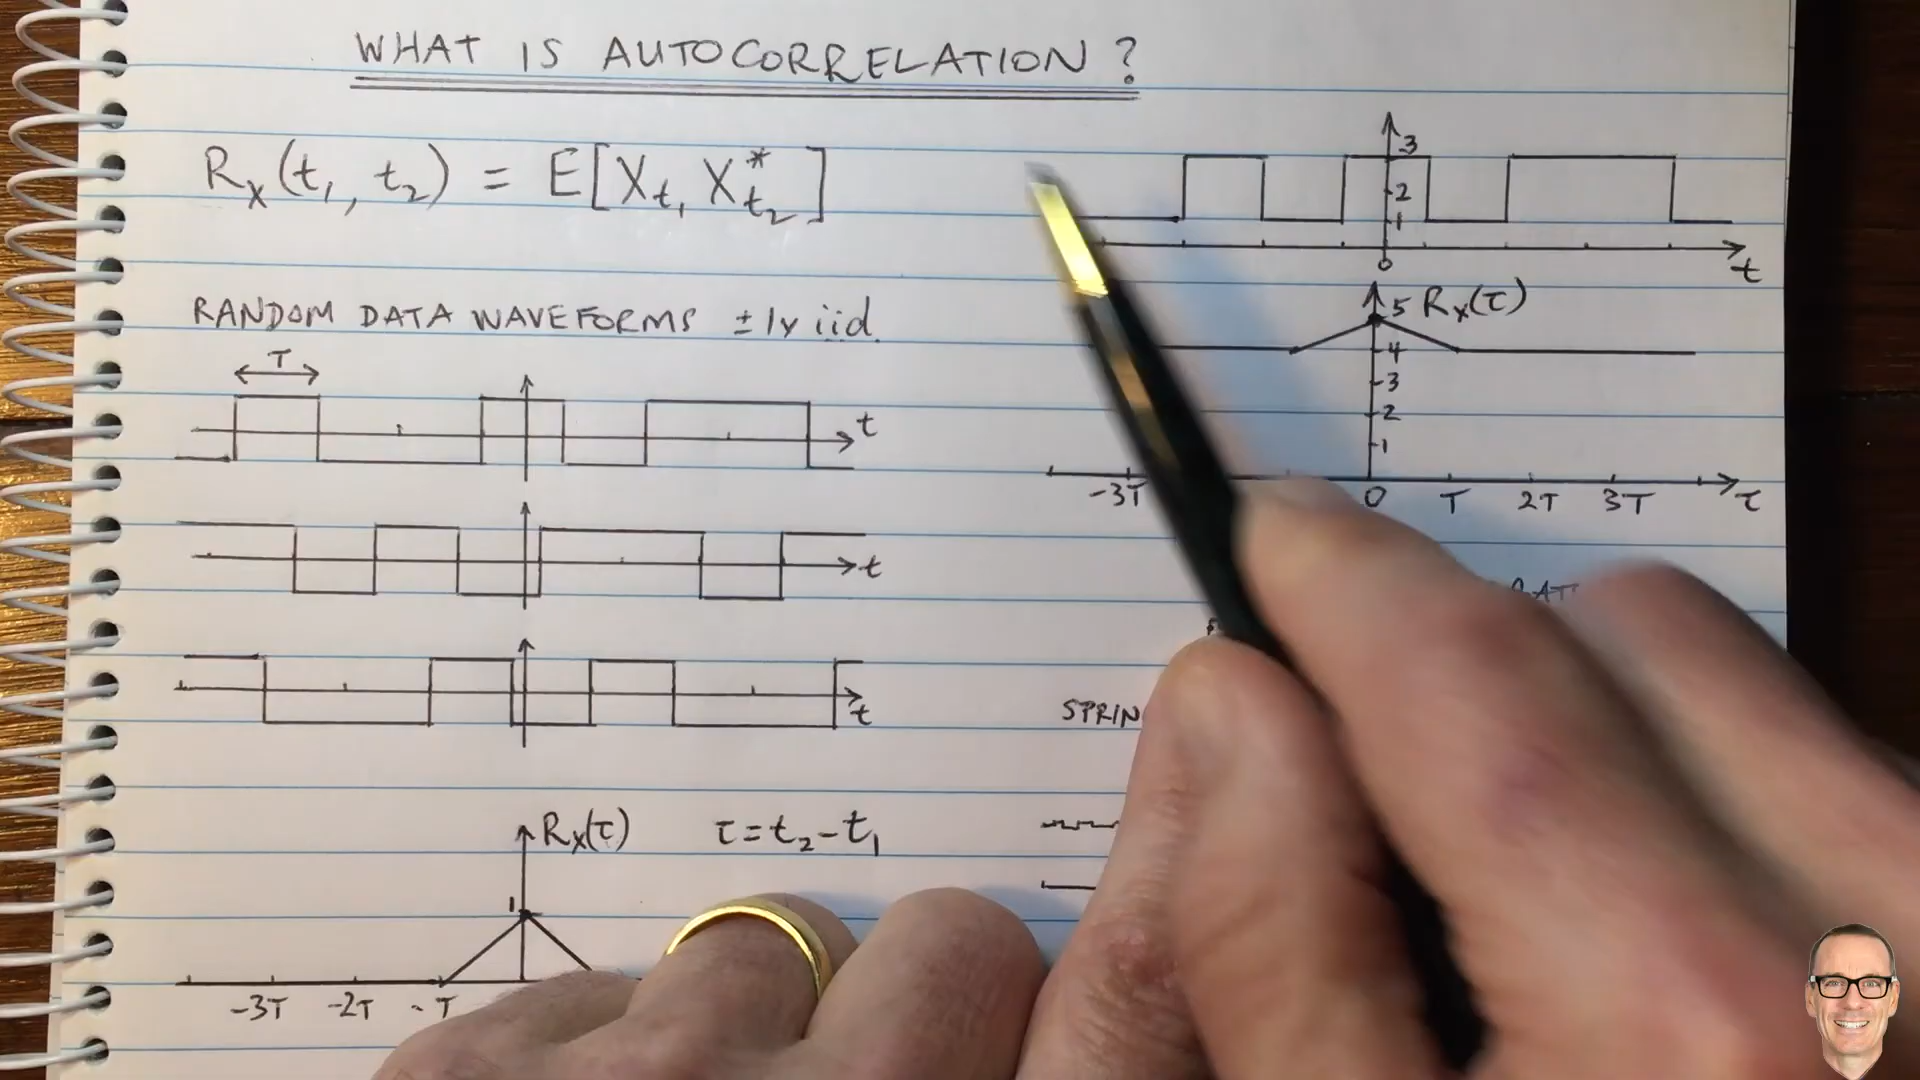 WHAT IS AUTOCORRELATION?
Rx(t1, t2) = E[Xt1 X*t2]
RANDOM DATA WAVEFORMS ±1v iid.
T
t
t
t
Rx(τ) τ=t2-t1
1
-3T -2T -T
3
2
1
0
t
5 Rx(τ)
4
3
2
1
-3T 0 T 2T 3T τ